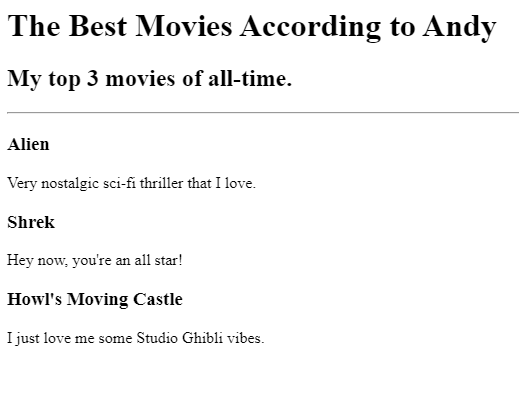 The Best Movies According to Andy
My top 3 movies of all-time.
Alien
Very nostalgic sci-fi thriller that I love.
Shrek
Hey now, you're an all star!
Howl's Moving Castle
I just love me some Studio Ghibli vibes.